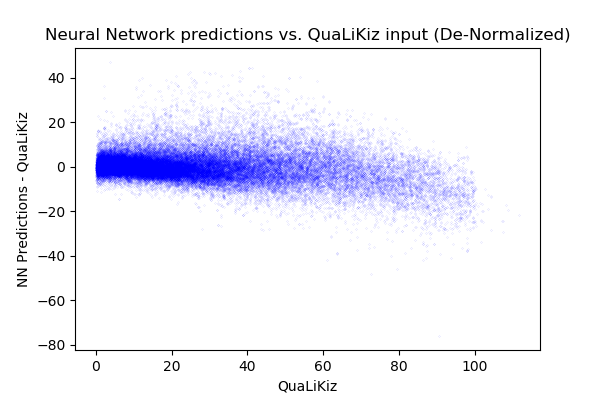 Neural Network predictions vs. QuaLiKiz input (De-Normalized)
40
20
0
−20
−40
−60
−80
NN Predictions - QuaLiKiz
0 20 40 60 80 100
QuaLiKiz